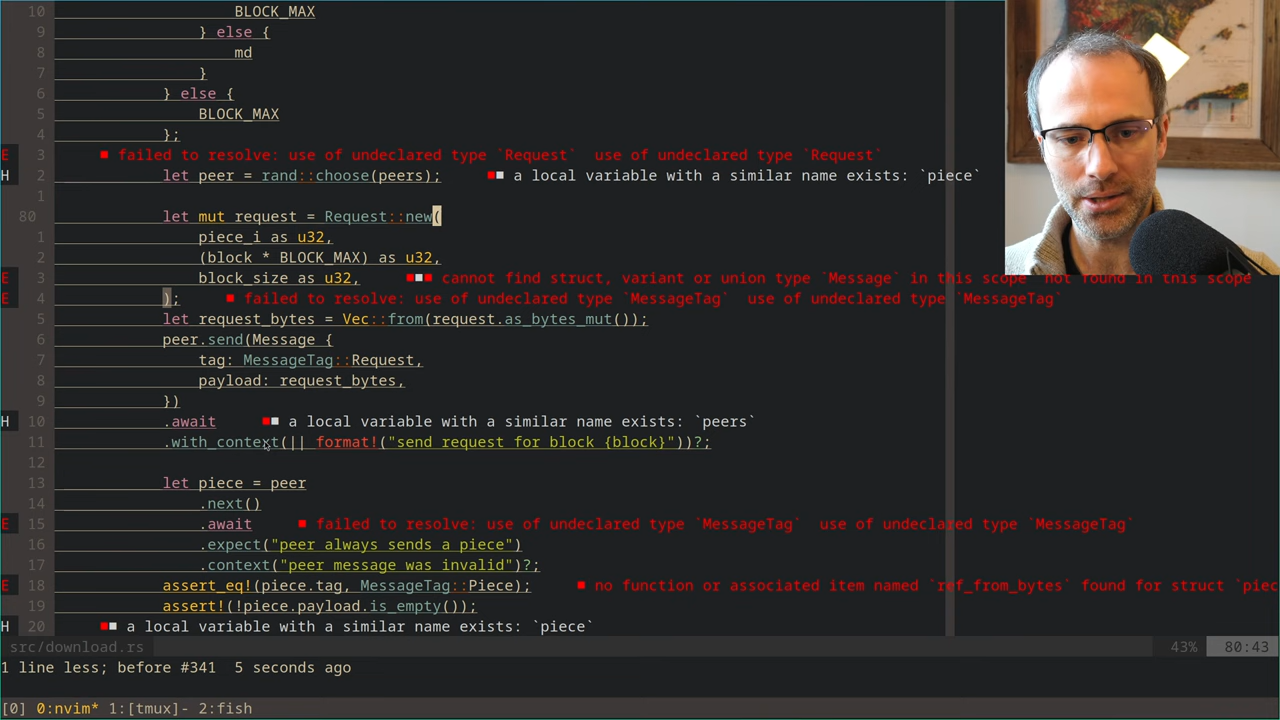 10 BLOCK_MAX
9 } else {
8 md
7 }
6 } else {
5 BLOCK_MAX
4 };
E 3 ■ failed to resolve: use of undeclared type `Request` use of undeclared type `Request`
H 2 let peer = rand::choose(peers); ■■ a local variable with a similar name exists: `piece`
1
80 let mut request = Request::new(
1 piece_i as u32,
2 (block * BLOCK_MAX) as u32,
E 3 block_size as u32, ■■■ cannot find struct, variant or union type `Message` in this scope not found in this scope
E 4 ); ■ failed to resolve: use of undeclared type `MessageTag` use of undeclared type `MessageTag`
5 let request_bytes = Vec::from(request.as_bytes_mut());
6 peer.send(Message {
7 tag: MessageTag::Request,
8 payload: request_bytes,
9 })
H 10 .await ■■ a local variable with a similar name exists: `peers`
11 .with_context(|| format!("send request for block {block}"))?;
12
13 let piece = peer
14 .next()
E 15 .await ■ failed to resolve: use of undeclared type `MessageTag` use of undeclared type `MessageTag`
16 .expect("peer always sends a piece")
17 .context("peer message was invalid")?;
E 18 assert_eq!(piece.tag, MessageTag::Piece); ■ no function or associated item named `ref_from_bytes` found for struct `piec
19 assert!(!piece.payload.is_empty());
H 20 ■■ a local variable with a similar name exists: `piece`
src/download.rs 43% 80:43
1 line less; before #341 5 seconds ago
[0] 0:nvim* 1:[tmux]- 2:fish